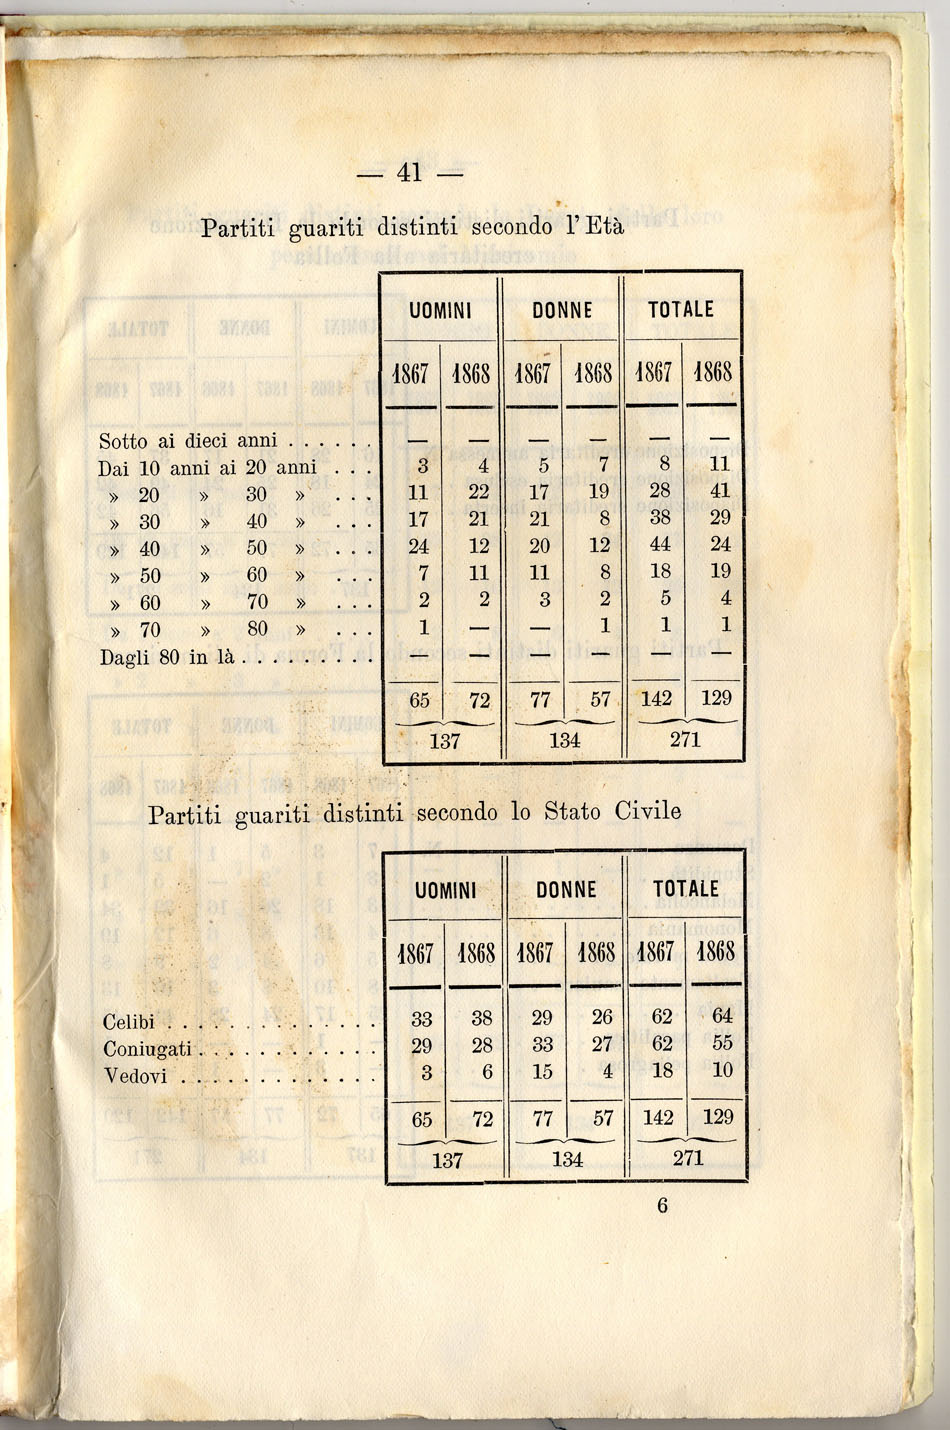 — 41 —
Partiti guariti distinti secondo l'Età
UOMINI DONNE TOTALE
1867 1868 1867 1868 1867 1868
Sotto ai dieci anni . . . . . . — — — — — —
Dai 10 anni ai 20 anni . . . 3 4 5 7 8 11
» 20 » 30 » . . . 11 22 17 19 28 41
» 30 » 40 » . . . 17 21 21 8 38 29
» 40 » 50 » . . . 24 12 20 12 44 24
» 50 » 60 » . . . 7 11 11 8 18 19
» 60 » 70 » . . . 2 2 3 2 5 4
» 70 » 80 » . . . 1 — — 1 1 1
Dagli 80 in là . . . . . . . . . — — — — — —
65 72 77 57 142 129
137 134 271
Partiti guariti distinti secondo lo Stato Civile
UOMINI DONNE TOTALE
1867 1868 1867 1868 1867 1868
Celibi . . . . . . . . . . . . . . 33 38 29 26 62 64
Coniugati . . . . . . . . . . . . 29 28 33 27 62 55
Vedovi . . . . . . . . . . . . . 3 6 15 4 18 10
65 72 77 57 142 129
137 134 271
6